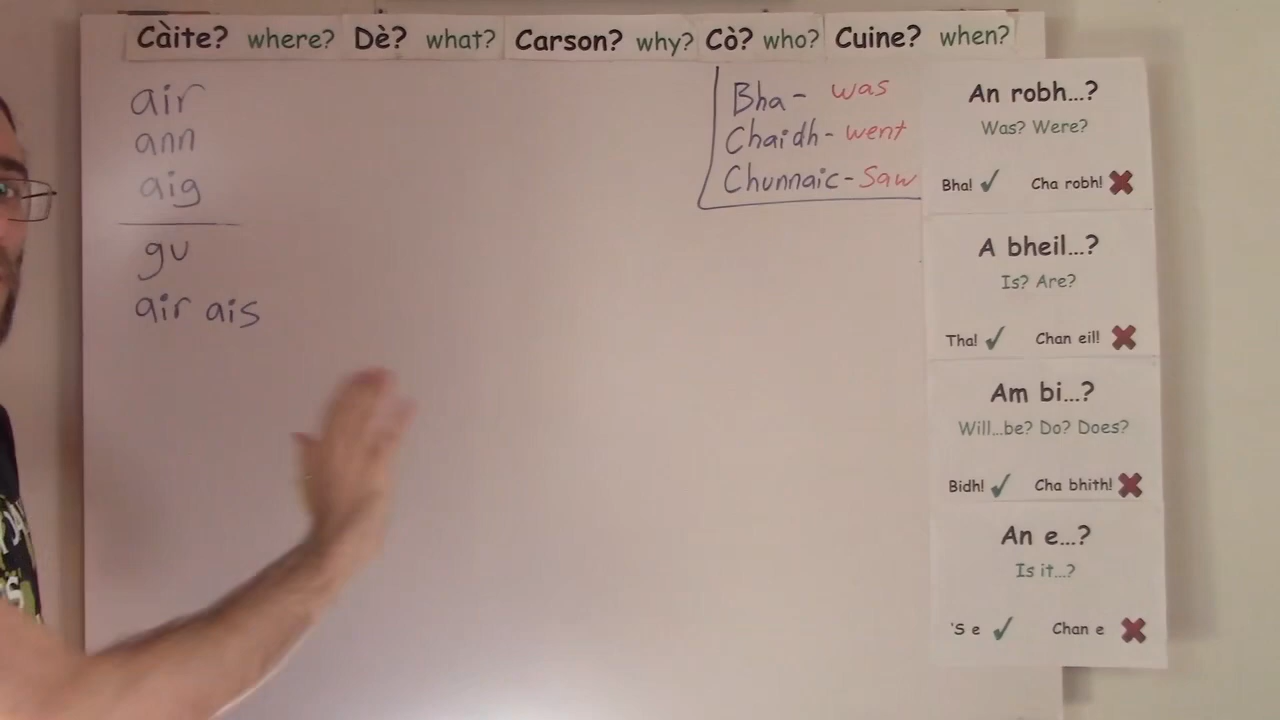 Càite? where? Dè? what? Carson? why? Cò? who? Cuine? when?
air
ann
aig
gu
air ais
Bha - was
Chaidh - went
Chunnaic - Saw
An robh...?
Was? Were?
Bha! ✓ Cha robh! ✗
A bheil...?
Is? Are?
Tha! ✓ Chan eil! ✗
Am bi...?
Will...be? Do? Does?
Bidh! ✓ Cha bhith! ✗
An e...?
Is it...?
'S e ✓ Chan e ✗